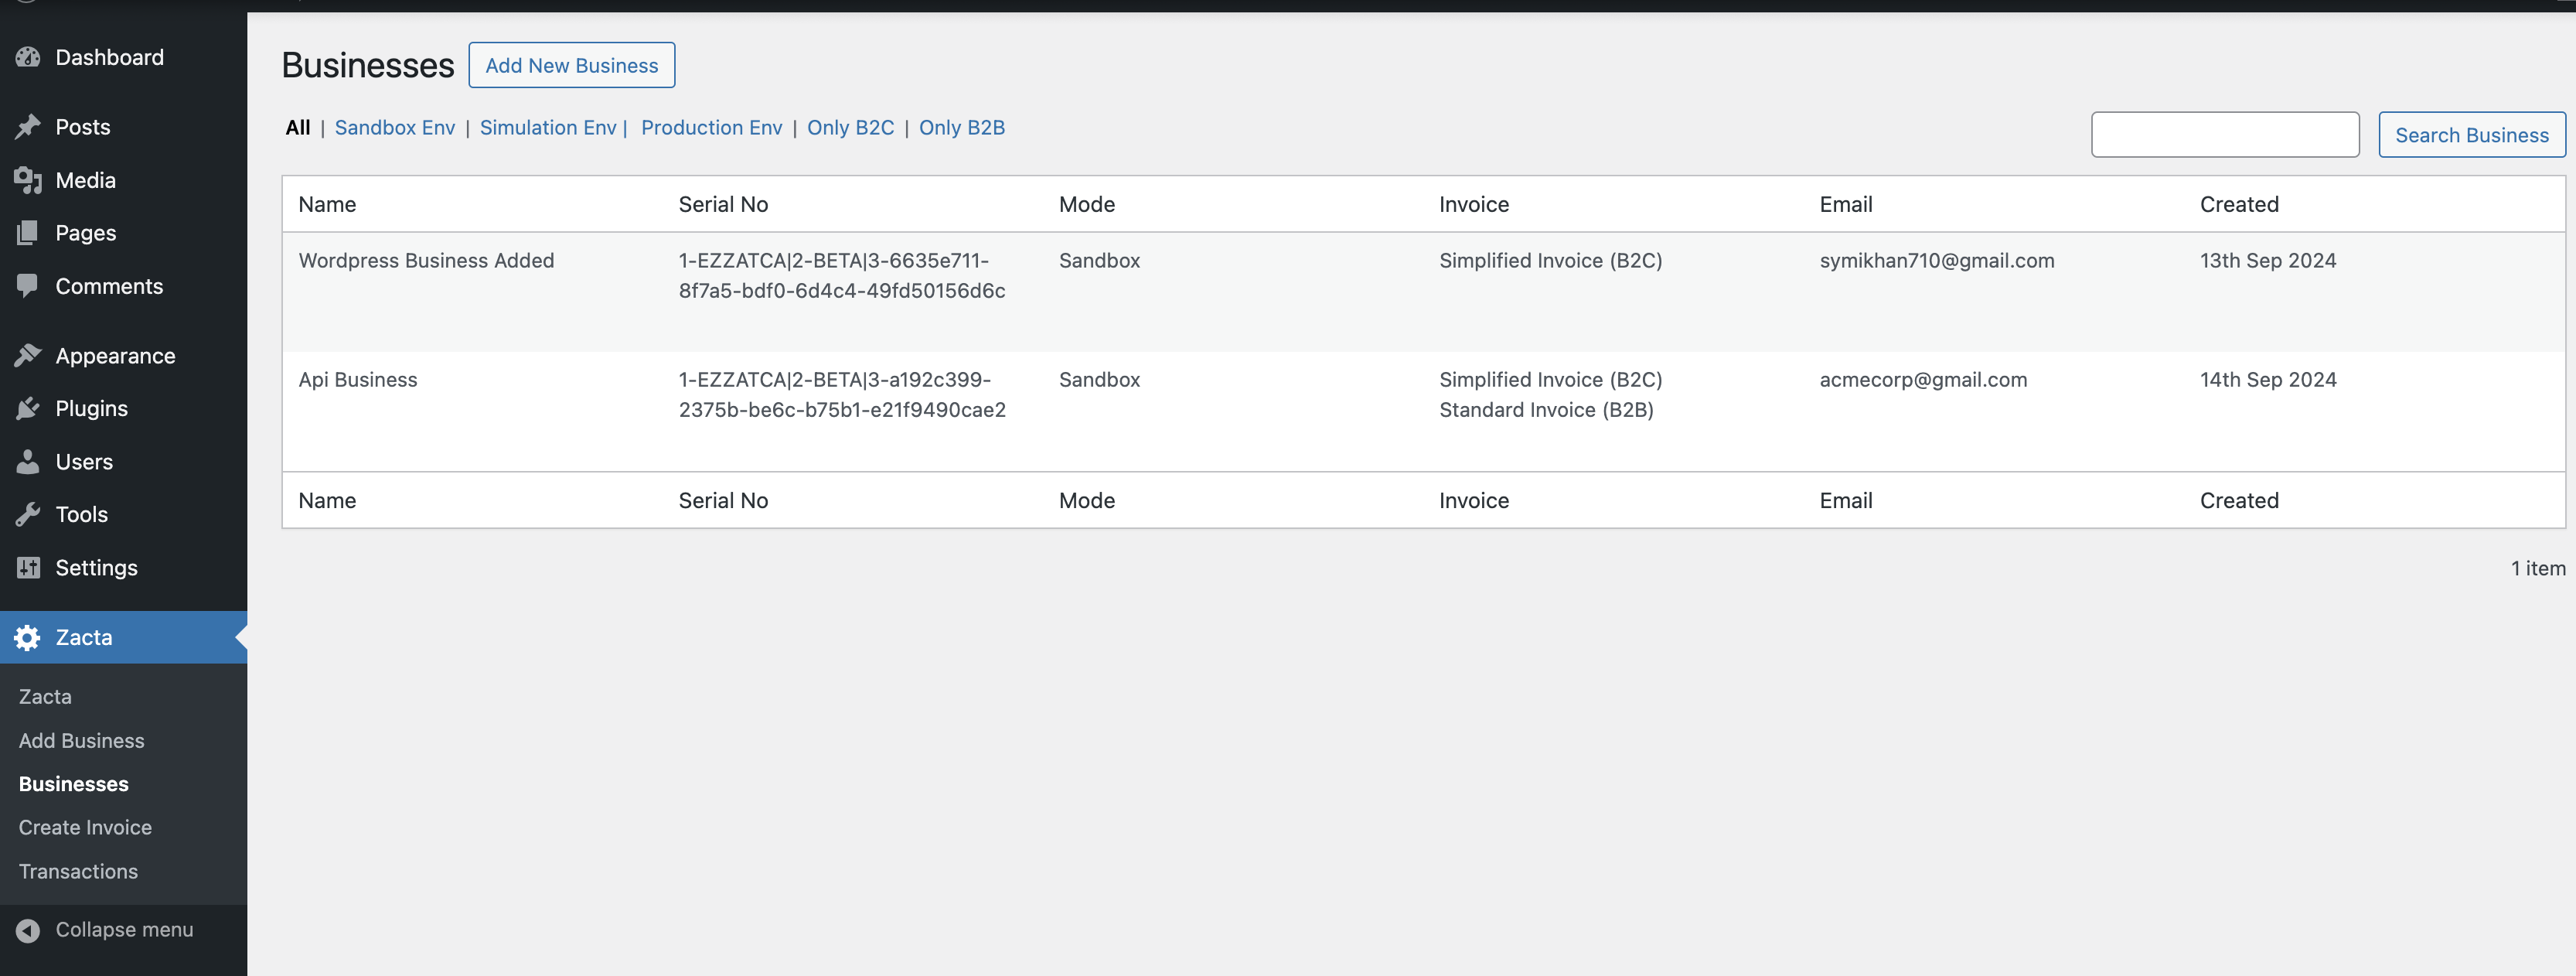 Dashboard
Posts
Media
Pages
Comments
Appearance
Plugins
Users
Tools
Settings
Zacta
Zacta
Add Business
Businesses
Create Invoice
Transactions
Collapse menu
Businesses Add New Business
All | Sandbox Env | Simulation Env | Production Env | Only B2C | Only B2B
Search Business
Name Serial No Mode Invoice Email Created
Wordpress Business Added 1-EZZATCA|2-BETA|3-6635e711- Sandbox Simplified Invoice (B2C) symikhan710@gmail.com 13th Sep 2024
8f7a5-bdf0-6d4c4-49fd50156d6c
Api Business 1-EZZATCA|2-BETA|3-a192c399- Sandbox Simplified Invoice (B2C) acmecorp@gmail.com 14th Sep 2024
2375b-be6c-b75b1-e21f9490cae2 Standard Invoice (B2B)
Name Serial No Mode Invoice Email Created
1 item